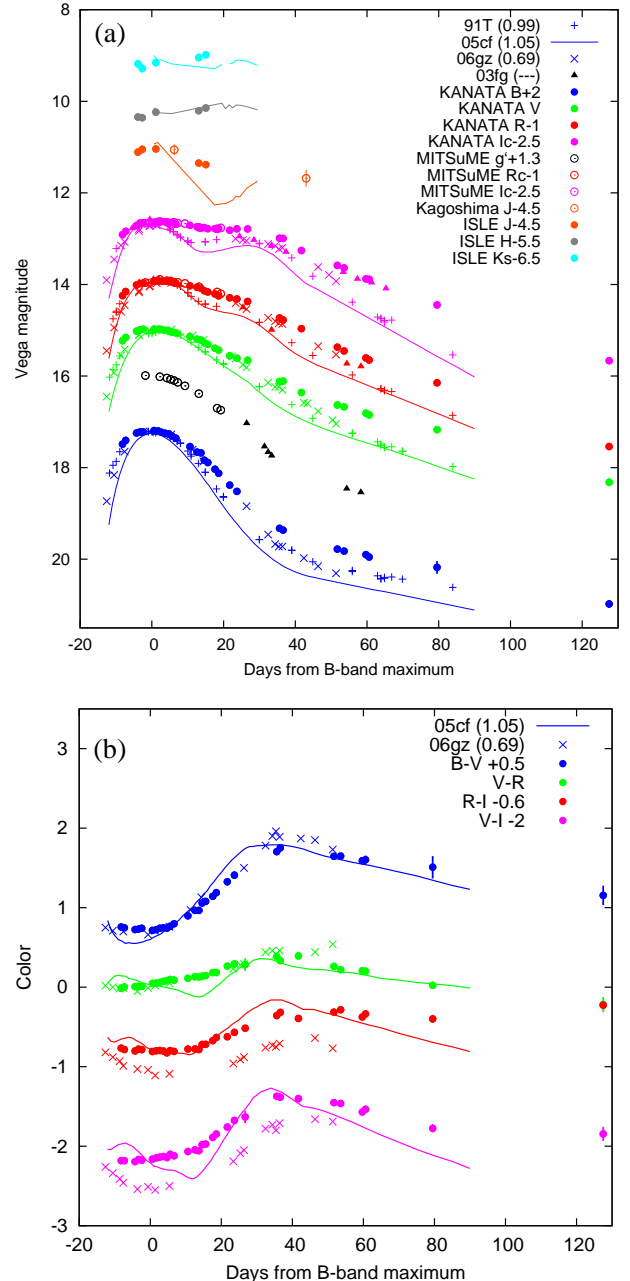 (a)
91T (0.99)
05cf (1.05)
06gz (0.69)
03fg (---)
KANATA B+2
KANATA V
KANATA R-1
KANATA Ic-2.5
MITSuME g'+1.3
MITSuME Rc-1
MITSuME Ic-2.5
Kagoshima J-4.5
ISLE J-4.5
ISLE H-5.5
ISLE Ks-6.5
Vega magnitude
8
10
12
14
16
18
20
-20 0 20 40 60 80 100 120
Days from B-band maximum
(b)
05cf (1.05)
06gz (0.69)
B-V +0.5
V-R
R-I -0.6
V-I -2
Color
3
2
1
0
-1
-2
-3
-20 0 20 40 60 80 100 120
Days from B-band maximum